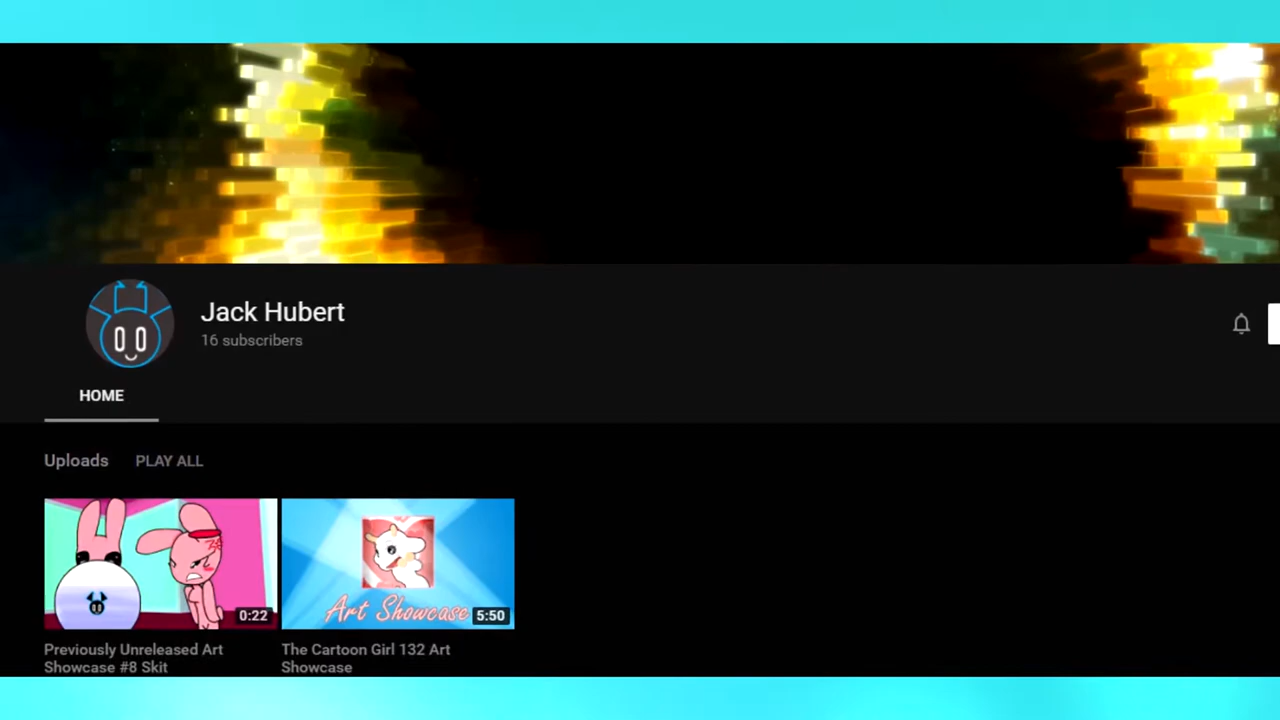 Jack Hubert
16 subscribers
HOME
Uploads PLAY ALL
0:22
Art Showcase 5:50
Previously Unreleased Art
Showcase #8 Skit
The Cartoon Girl 132 Art
Showcase